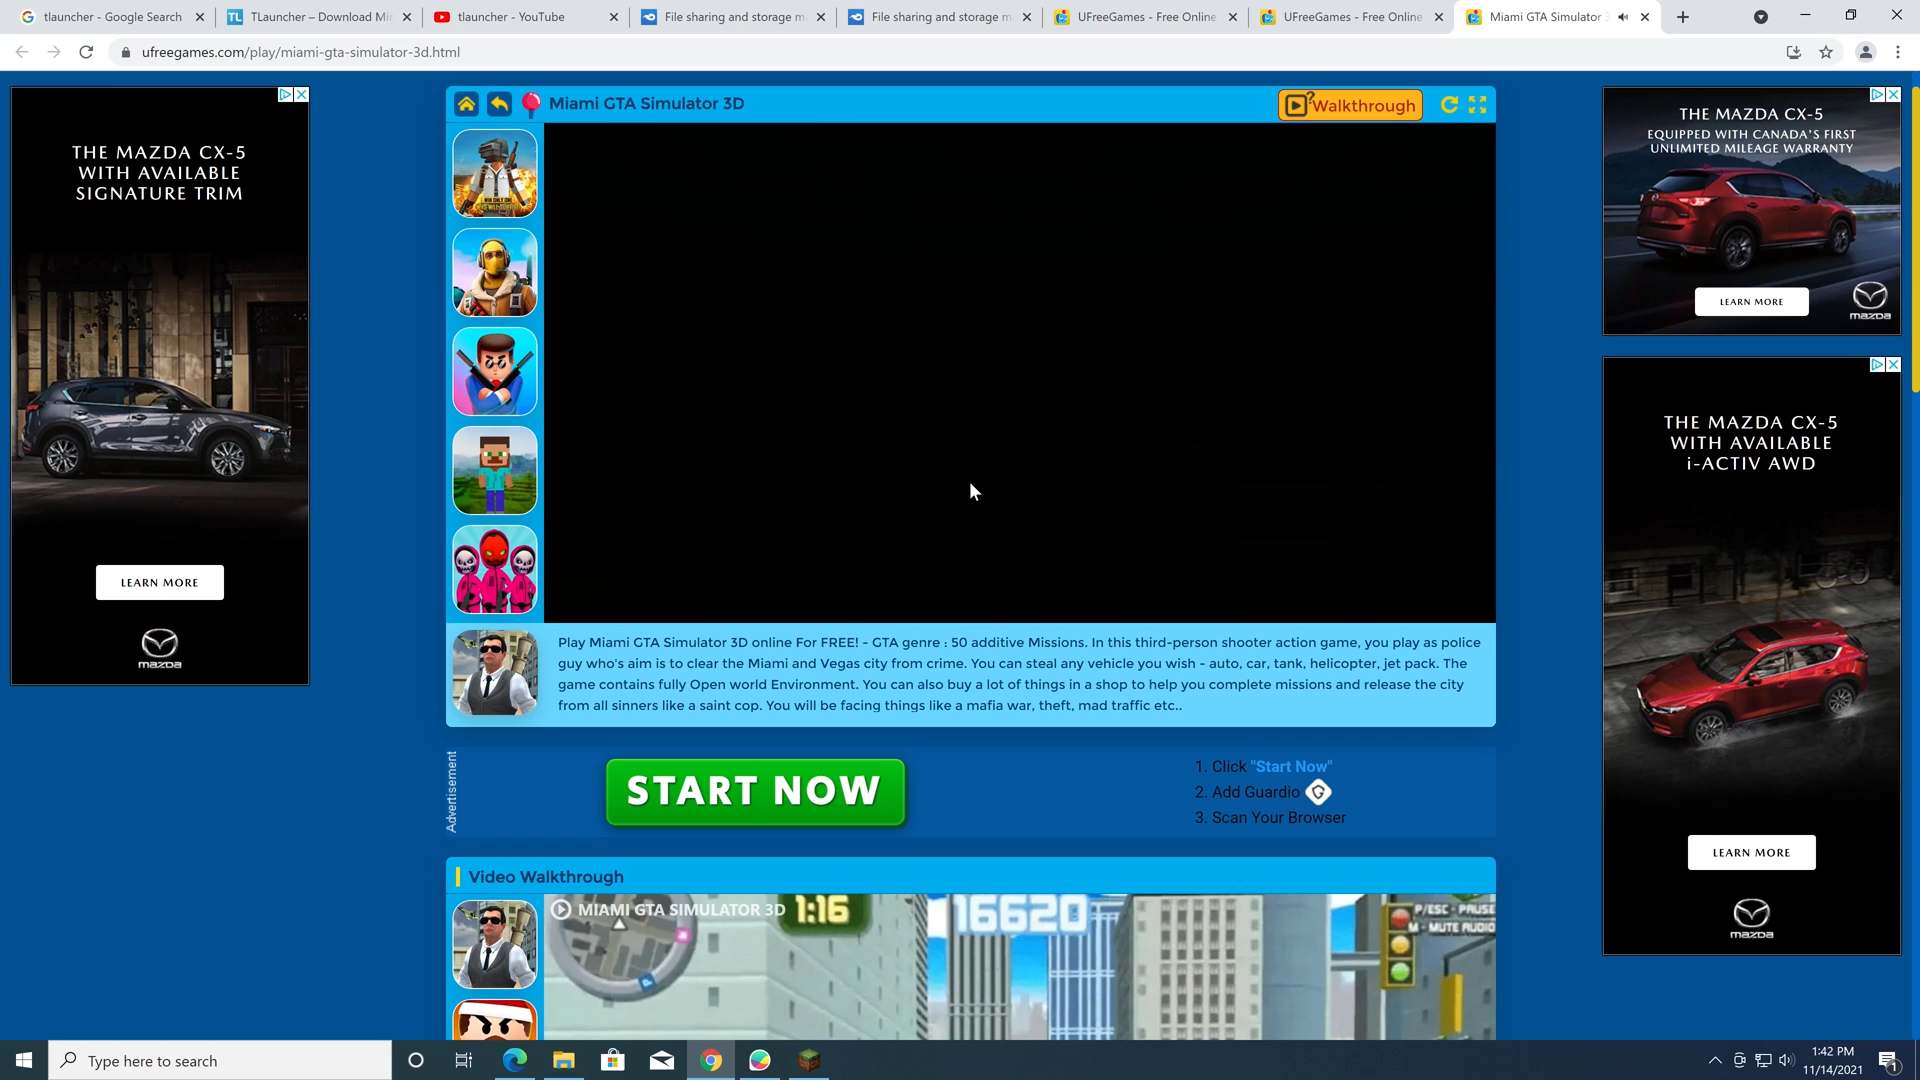 tlauncher - Google Search
TLauncher – Download Mi
tlauncher - YouTube
File sharing and storage m
File sharing and storage m
UFreeGames - Free Online
UFreeGames - Free Online
Miami GTA Simulator 3
ufreegames.com/play/miami-gta-simulator-3d.html
THE MAZDA CX-5
WITH AVAILABLE
SIGNATURE TRIM
LEARN MORE
mazda
Miami GTA Simulator 3D
Walkthrough
Play Miami GTA Simulator 3D online For FREE! - GTA genre : 50 additive Missions. In this third-person shooter action game, you play as police
guy who's aim is to clear the Miami and Vegas city from crime. You can steal any vehicle you wish - auto, car, tank, helicopter, jet pack. The
game contains fully Open world Environment. You can also buy a lot of things in a shop to help you complete missions and release the city
from all sinners like a saint cop. You will be facing things like a mafia war, theft, mad traffic etc..
Advertisement
START NOW
1. Click "Start Now"
2. Add Guardio
3. Scan Your Browser
Video Walkthrough
MIAMI GTA SIMULATOR 3D
1:16
16620
P/ESC - PAUSE
M - MUTE AUDIO
THE MAZDA CX-5
EQUIPPED WITH CANADA'S FIRST
UNLIMITED MILEAGE WARRANTY
LEARN MORE
mazda
THE MAZDA CX-5
WITH AVAILABLE
i-ACTIV AWD
LEARN MORE
mazda
Type here to search
1:42 PM
11/14/2021
1